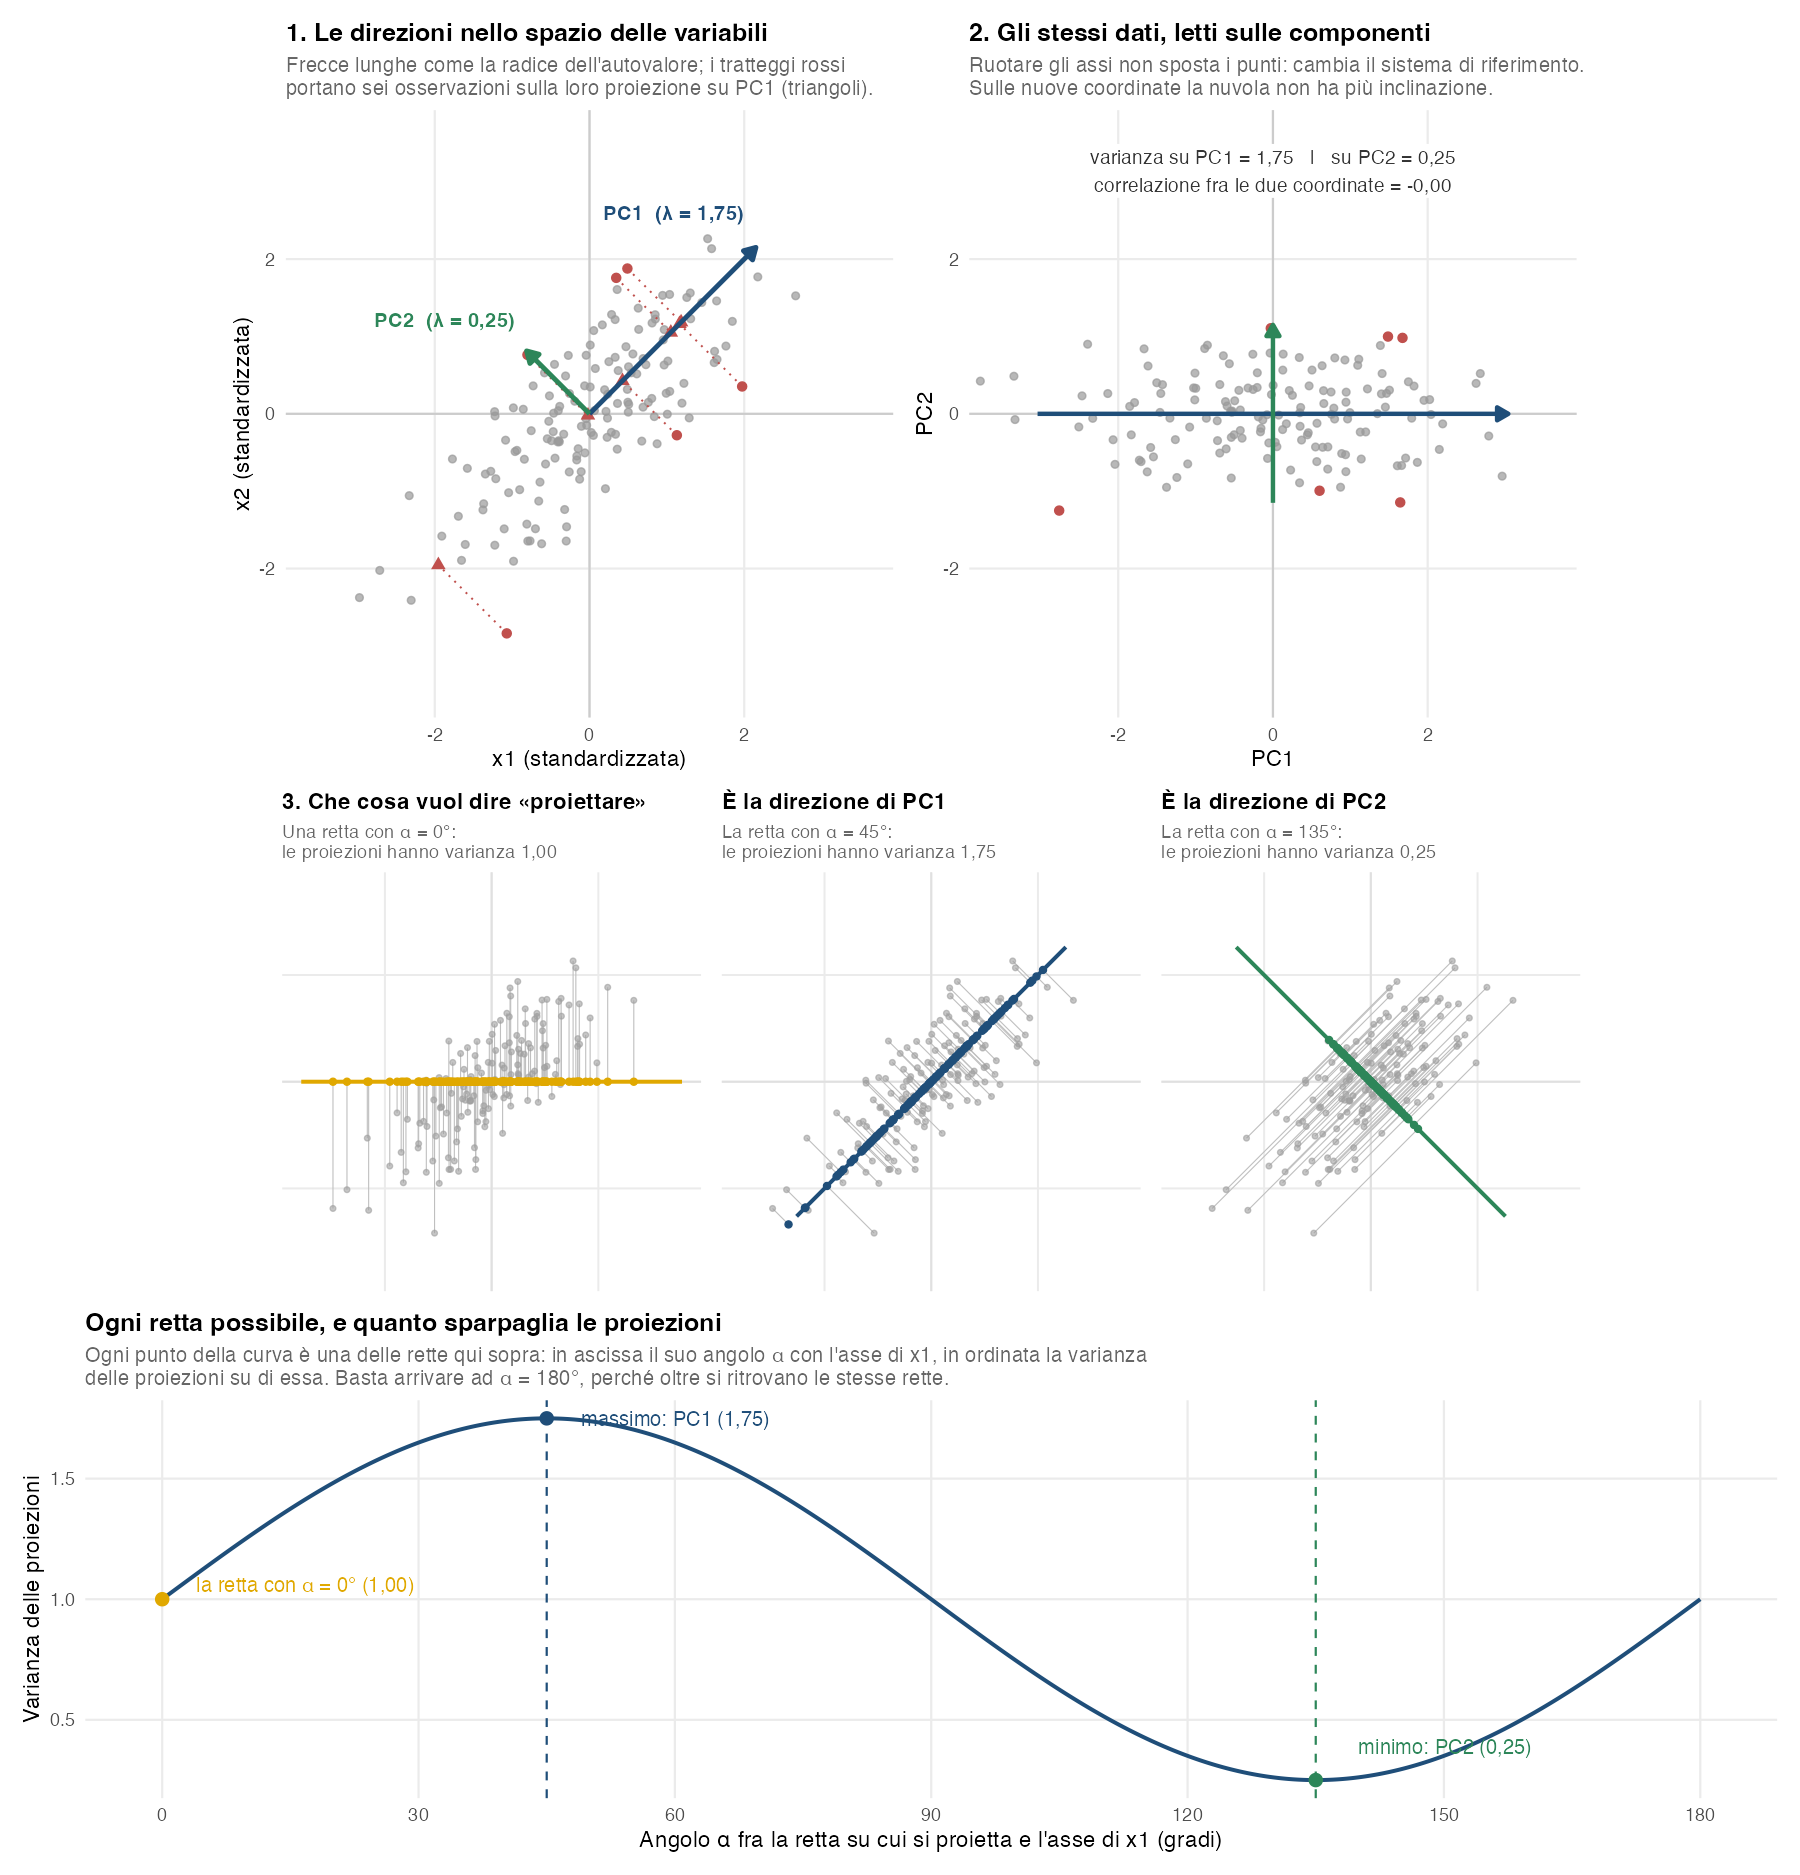 1. Le direzioni nello spazio delle variabili
Frecce lunghe come la radice dell'autovalore; i tratteggi rossi
portano sei osservazioni sulla loro proiezione su PC1 (triangoli).
PC1 (λ = 1,75)
PC2 (λ = 0,25)
2
0
-2
x2 (standardizzata)
-2
0
2
x1 (standardizzata)
2. Gli stessi dati, letti sulle componenti
Ruotare gli assi non sposta i punti: cambia il sistema di riferimento.
Sulle nuove coordinate la nuvola non ha più inclinazione.
varianza su PC1 = 1,75 | su PC2 = 0,25
correlazione fra le due coordinate = -0,00
2
0
-2
PC2
-2
0
2
PC1
3. Che cosa vuol dire «proiettare»
Una retta con α = 0°:
le proiezioni hanno varianza 1,00
È la direzione di PC1
La retta con α = 45°:
le proiezioni hanno varianza 1,75
È la direzione di PC2
La retta con α = 135°:
le proiezioni hanno varianza 0,25
Ogni retta possibile, e quanto sparpaglia le proiezioni
Ogni punto della curva è una delle rette qui sopra: in ascissa il suo angolo α con l'asse di x1, in ordinata la varianza
delle proiezioni su di essa. Basta arrivare ad α = 180°, perché oltre si ritrovano le stesse rette.
massimo: PC1 (1,75)
la retta con α = 0° (1,00)
minimo: PC2 (0,25)
1.5
1.0
0.5
Varianza delle proiezioni
0
30
60
90
120
150
180
Angolo α fra la retta su cui si proietta e l'asse di x1 (gradi)